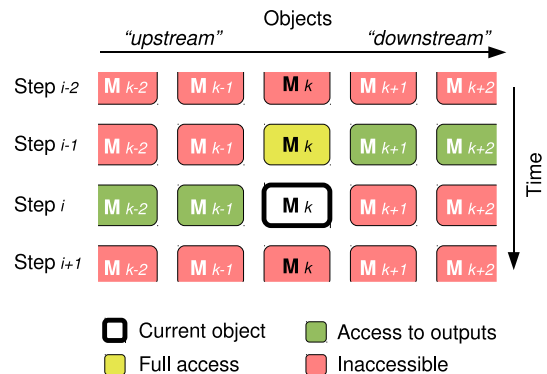 Objects
“upstream” “downstream”
Step i-2 M k-2 M k-1 M k M k+1 M k+2
Step i-1 M k-2 M k-1 M k M k+1 M k+2
Step i M k-2 M k-1 M k M k+1 M k+2
Step i+1 M k-2 M k-1 M k M k+1 M k+2
Time
Current object Access to outputs
Full access Inaccessible